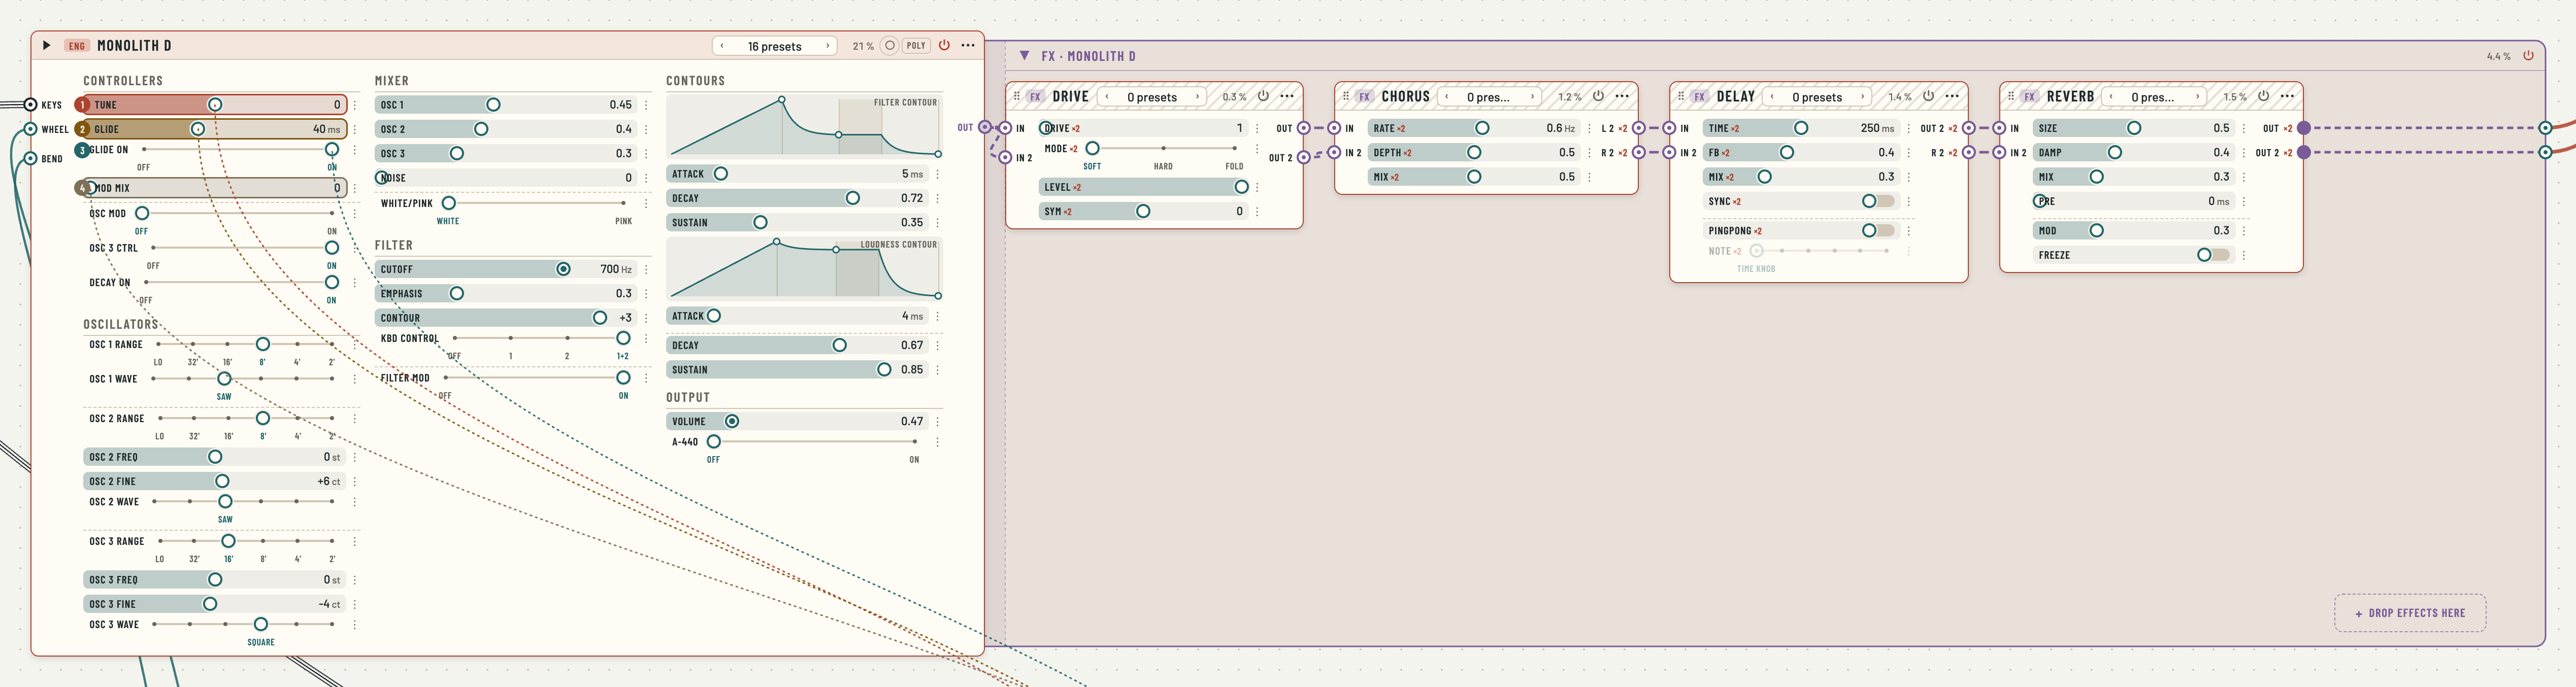 ENG MONOLITH D ‹ 16 presets › 21 % POLY
KEYS
WHEEL
BEND
CONTROLLERS
1 TUNE 0
2 GLIDE 40 ms
3 GLIDE ON
OFF ON
4 MOD MIX 0
OSC MOD
OFF ON
OSC 3 CTRL
OFF ON
DECAY ON
OFF ON
OSCILLATORS
OSC 1 RANGE
LO 32' 16' 8' 4' 2'
OSC 1 WAVE
SAW
OSC 2 RANGE
LO 32' 16' 8' 4' 2'
OSC 2 FREQ 0 st
OSC 2 FINE +6 ct
OSC 2 WAVE
SAW
OSC 3 RANGE
LO 32' 16' 8' 4' 2'
OSC 3 FREQ 0 st
OSC 3 FINE -4 ct
OSC 3 WAVE
SQUARE
MIXER
OSC 1 0.45
OSC 2 0.4
OSC 3 0.3
NOISE 0
WHITE/PINK
WHITE PINK
FILTER
CUTOFF 700 Hz
EMPHASIS 0.3
CONTOUR +3
KBD CONTROL
OFF 1 2 1+2
FILTER MOD
OFF ON
CONTOURS
FILTER CONTOUR
ATTACK 5 ms
DECAY 0.72
SUSTAIN 0.35
LOUDNESS CONTOUR
ATTACK 4 ms
DECAY 0.67
SUSTAIN 0.85
OUTPUT
VOLUME 0.47
A-440
OFF ON
OUT
FX · MONOLITH D 4.4 %
FX DRIVE ‹ 0 presets › 0.3 %
IN DRIVE ×2 1 OUT
IN 2 MODE ×2 OUT 2
SOFT HARD FOLD
LEVEL ×2
SYM ×2 0
FX CHORUS ‹ 0 pres... › 1.2 %
IN RATE ×2 0.6 Hz L 2 ×2
IN 2 DEPTH ×2 0.5 R 2 ×2
MIX ×2 0.5
FX DELAY ‹ 0 presets › 1.4 %
IN TIME ×2 250 ms OUT 2 ×2
IN 2 FB ×2 0.4 R 2 ×2
MIX ×2 0.3
SYNC ×2
PINGPONG ×2
NOTE ×2
TIME KNOB
FX REVERB ‹ 0 pres... › 1.5 %
IN SIZE 0.5 OUT ×2
IN 2 DAMP 0.4 OUT 2 ×2
MIX 0.3
PRE 0 ms
MOD 0.3
FREEZE
+ DROP EFFECTS HERE